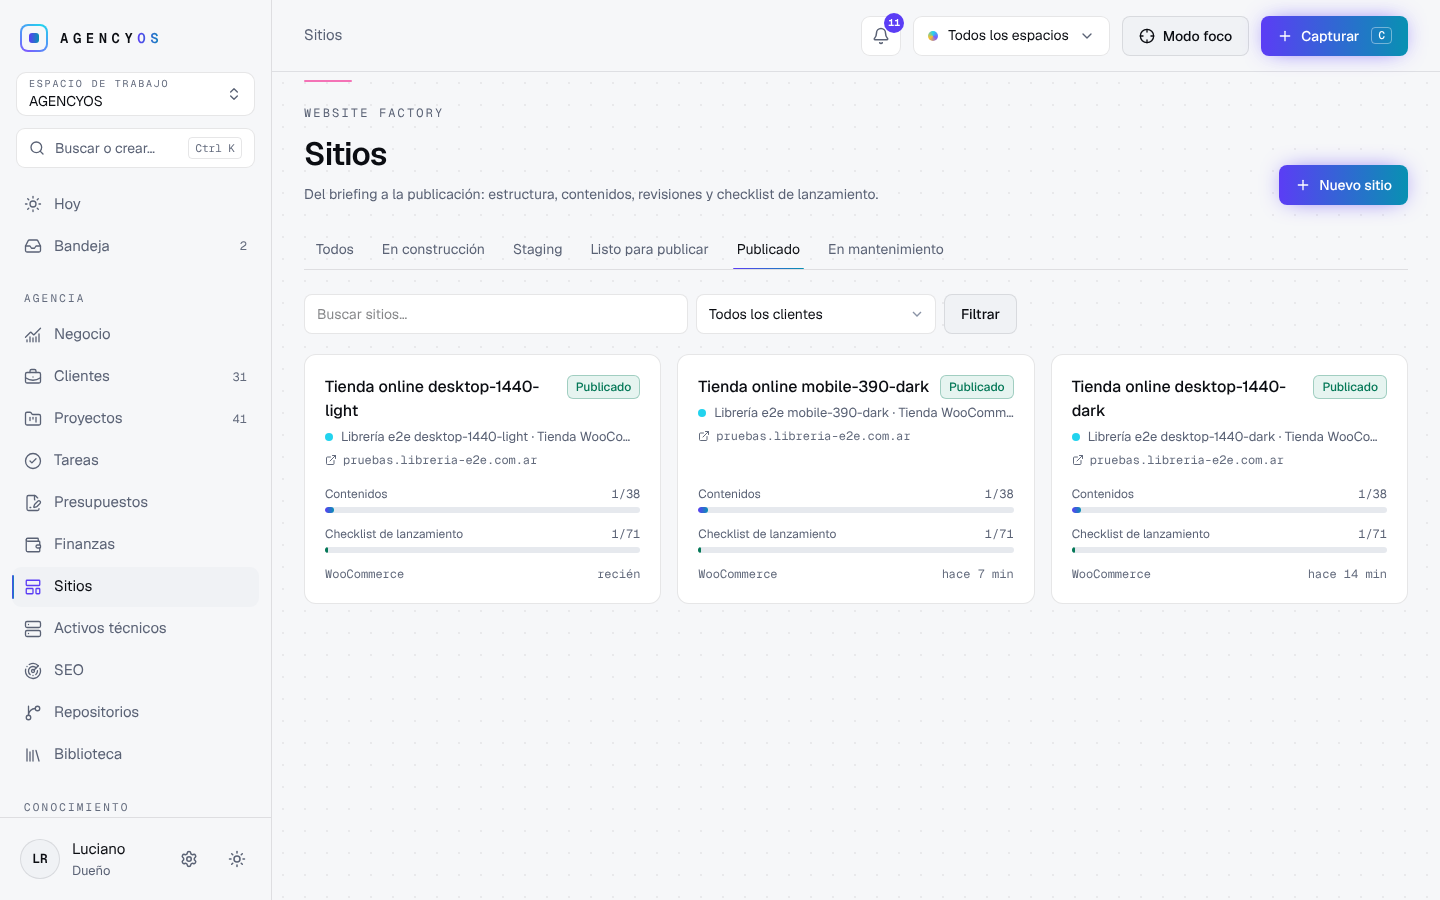 AGENCYOS
ESPACIO DE TRABAJO
AGENCYOS
Buscar o crear... Ctrl K
Hoy
Bandeja 2
AGENCIA
Negocio
Clientes 31
Proyectos 41
Tareas
Presupuestos
Finanzas
Sitios
Activos técnicos
SEO
Repositorios
Biblioteca
CONOCIMIENTO
LR
Luciano
Dueño
Sitios
11
Todos los espacios
Modo foco
Capturar C
WEBSITE FACTORY
Sitios
Del briefing a la publicación: estructura, contenidos, revisiones y checklist de lanzamiento.
Nuevo sitio
Todos En construcción Staging Listo para publicar Publicado En mantenimiento
Buscar sitios...
Todos los clientes
Filtrar
Tienda online desktop-1440-
light
Publicado
Librería e2e desktop-1440-light · Tienda WooCo...
pruebas.libreria-e2e.com.ar
Contenidos 1/38
Checklist de lanzamiento 1/71
WooCommerce recién
Tienda online mobile-390-dark
Publicado
Librería e2e mobile-390-dark · Tienda WooComm...
pruebas.libreria-e2e.com.ar
Contenidos 1/38
Checklist de lanzamiento 1/71
WooCommerce hace 7 min
Tienda online desktop-1440-
dark
Publicado
Librería e2e desktop-1440-dark · Tienda WooCo...
pruebas.libreria-e2e.com.ar
Contenidos 1/38
Checklist de lanzamiento 1/71
WooCommerce hace 14 min